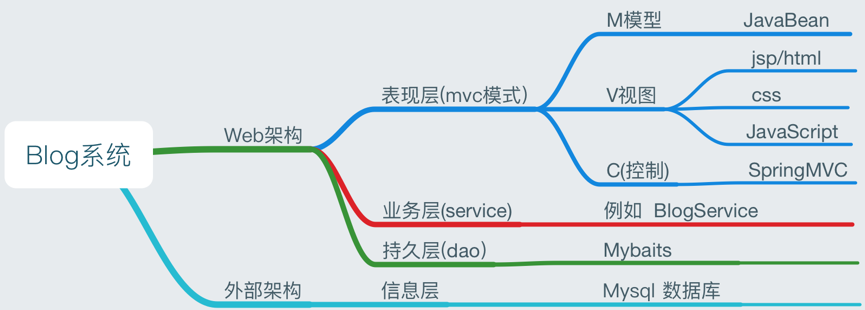 Blog系统
Web架构
表现层(mvc模式)
M模型
JavaBean
V视图
jsp/html
css
JavaScript
C(控制)
SpringMVC
业务层(service)
例如 BlogService
持久层(dao)
Mybaits
外部架构
信息层
Mysql 数据库